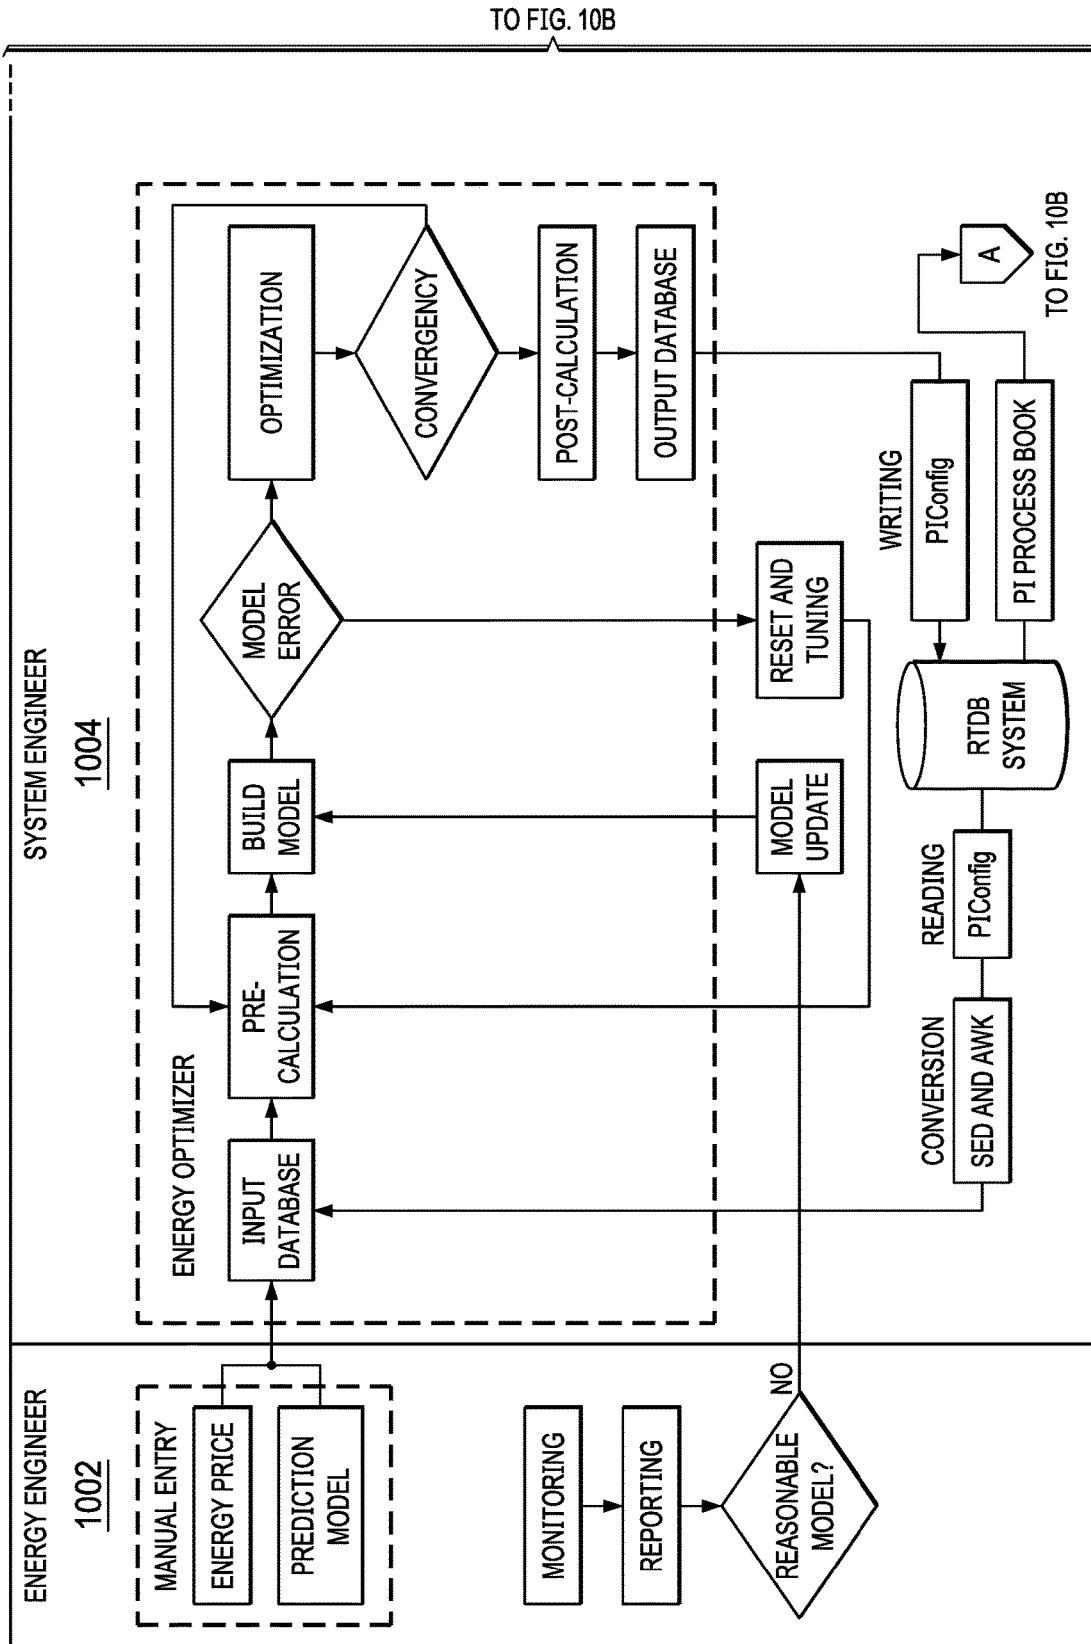 TO FIG. 10B
ENERGY ENGINEER
1002
MANUAL ENTRY
ENERGY PRICE
PREDICTION
MODEL
MONITORING
REPORTING
REASONABLE
MODEL?
NO
SYSTEM ENGINEER
1004
ENERGY OPTIMIZER
INPUT
DATABASE
PRE-
CALCULATION
BUILD
MODEL
MODEL
ERROR
OPTIMIZATION
CONVERGENCY
POST-CALCULATION
OUTPUT DATABASE
MODEL
UPDATE
RESET AND
TUNING
CONVERSION
SED AND AWK
READING
PIConfig
RTDB
SYSTEM
WRITING
PIConfig
PI PROCESS BOOK
A
TO FIG. 10B